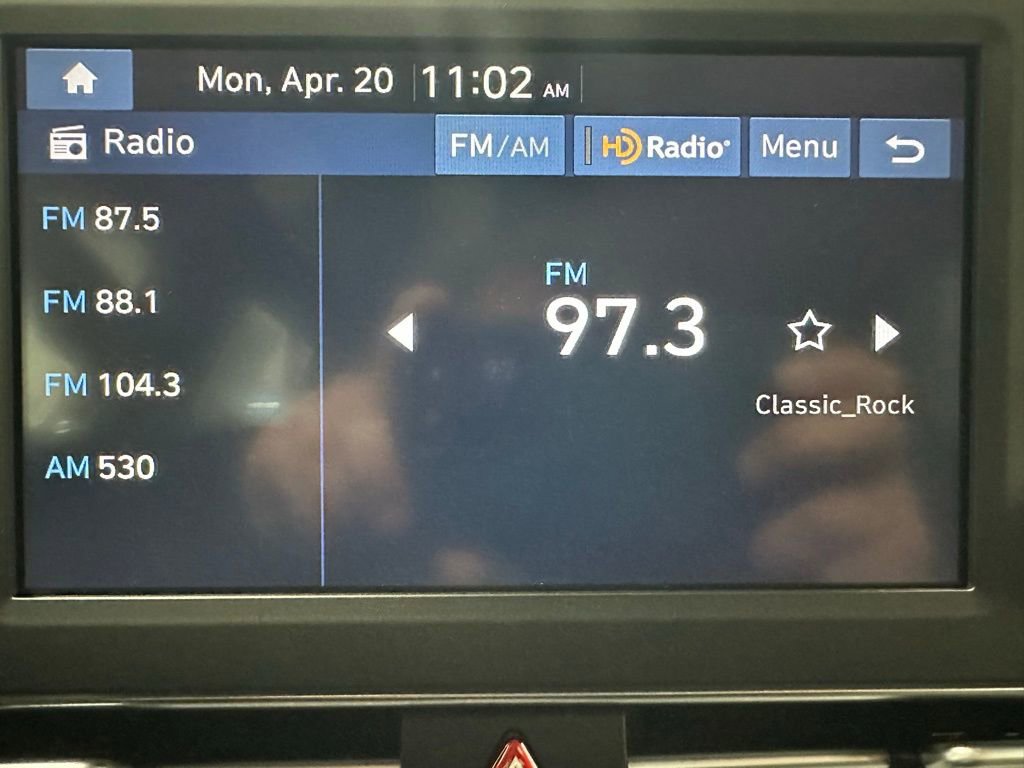 Mon, Apr. 20 11:02 AM
Radio FM/AM HD Radio® Menu
FM 87.5
FM 88.1
FM 104.3
AM 530
FM
97.3
Classic_Rock